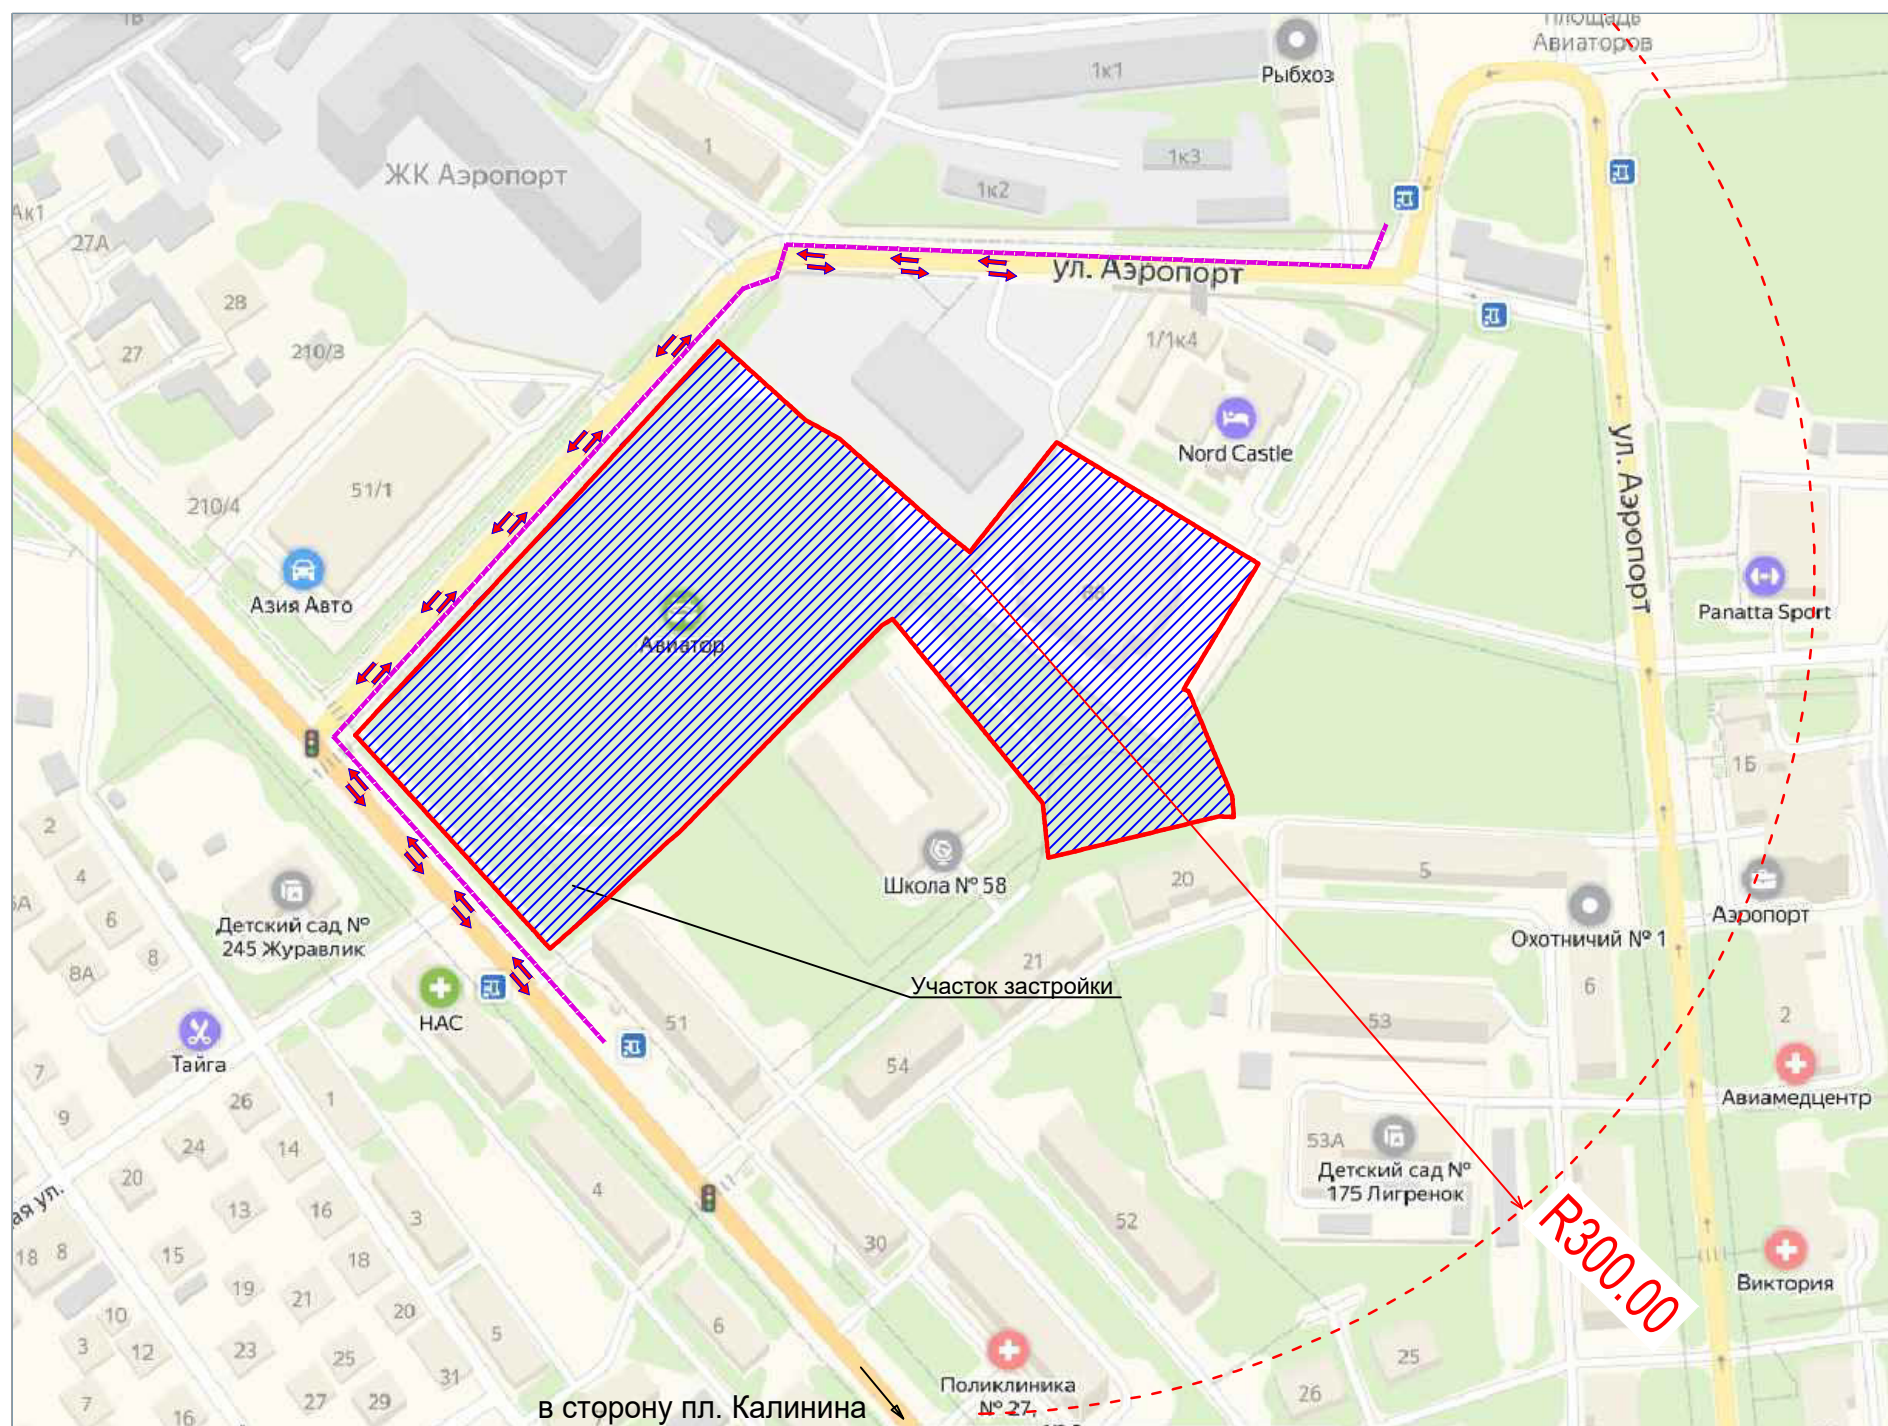 1В
Площадь
Авиаторов
1к1
Рыбхоз
1
1к3
ЖК Аэропорт
1к2
Ак1
27А
ул. Аэропорт
28
1/1к4
27
210/3
Nord Castle
ул. Аэропорт
51/1
210/4
Азия Авто
88
Panatta Sport
Авиатор
1Б
2
4
6
8
8А
Школа № 58
20
5
Детский сад №
245 Журавлик
Охотничий № 1
Аэропорт
21
Участок застройки
6
НАС
51
53
2
Тайга
54
7
9
26
1
Авиамедцентр
24
14
53А
Детский сад №
175 Лигренок
20
4
ая ул.
13
16
3
52
18
8
15
18
30
R300.00
19
21
Виктория
10
20
3
12
23
25
5
6
31
25
7
16
27
29
26
Поликлиника
№ 27
в сторону пл. Калинина